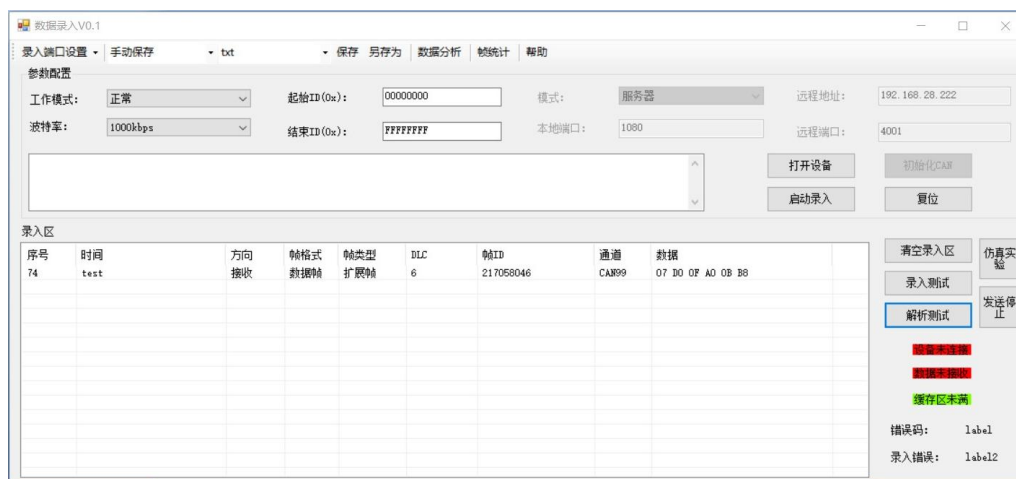 数据录入V0.1
录入端口设置 手动保存 txt 保存 另存为 数据分析 帧统计 帮助
参数配置
工作模式: 正常 起始ID(0x): 00000000 模式: 服务器 远程地址: 192.168.28.222
波特率: 1000kbps 结束ID(0x): FFFFFFFF 本地端口: 1080 远程端口: 4001
打开设备 初始化CAN
启动录入 复位
录入区
序号 时间 方向 帧格式 帧类型 DLC 帧ID 通道 数据
74 test 接收 数据帧 扩展帧 6 217058046 CAN99 07 D0 0F A0 0B B8
清空录入区 仿真实验
录入测试
解析测试 发送停止
设备未连接
数据未接收
缓存区未满
错误码: label
录入错误: label2